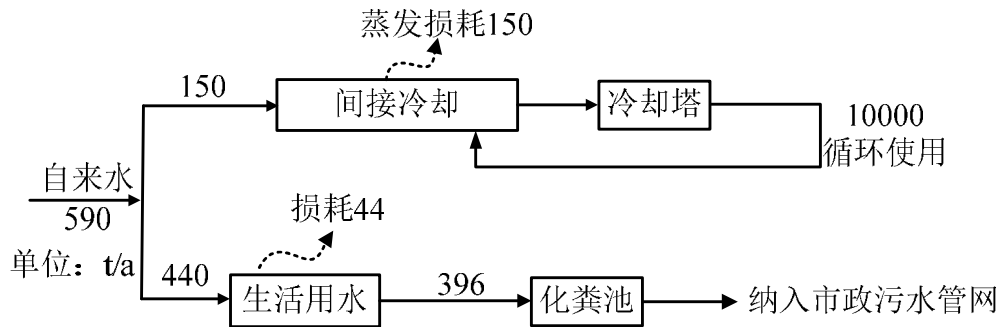 蒸发损耗150
150
间接冷却
冷却塔
10000
循环使用
自来水
590
单位：t/a
损耗44
440
生活用水
396
化粪池
纳入市政污水管网